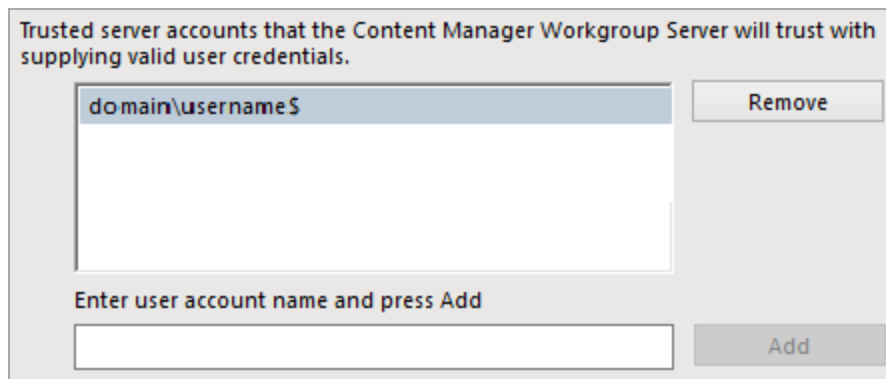 Trusted server accounts that the Content Manager Workgroup Server will trust with
supplying valid user credentials.
domain\username$
Remove
Enter user account name and press Add
Add